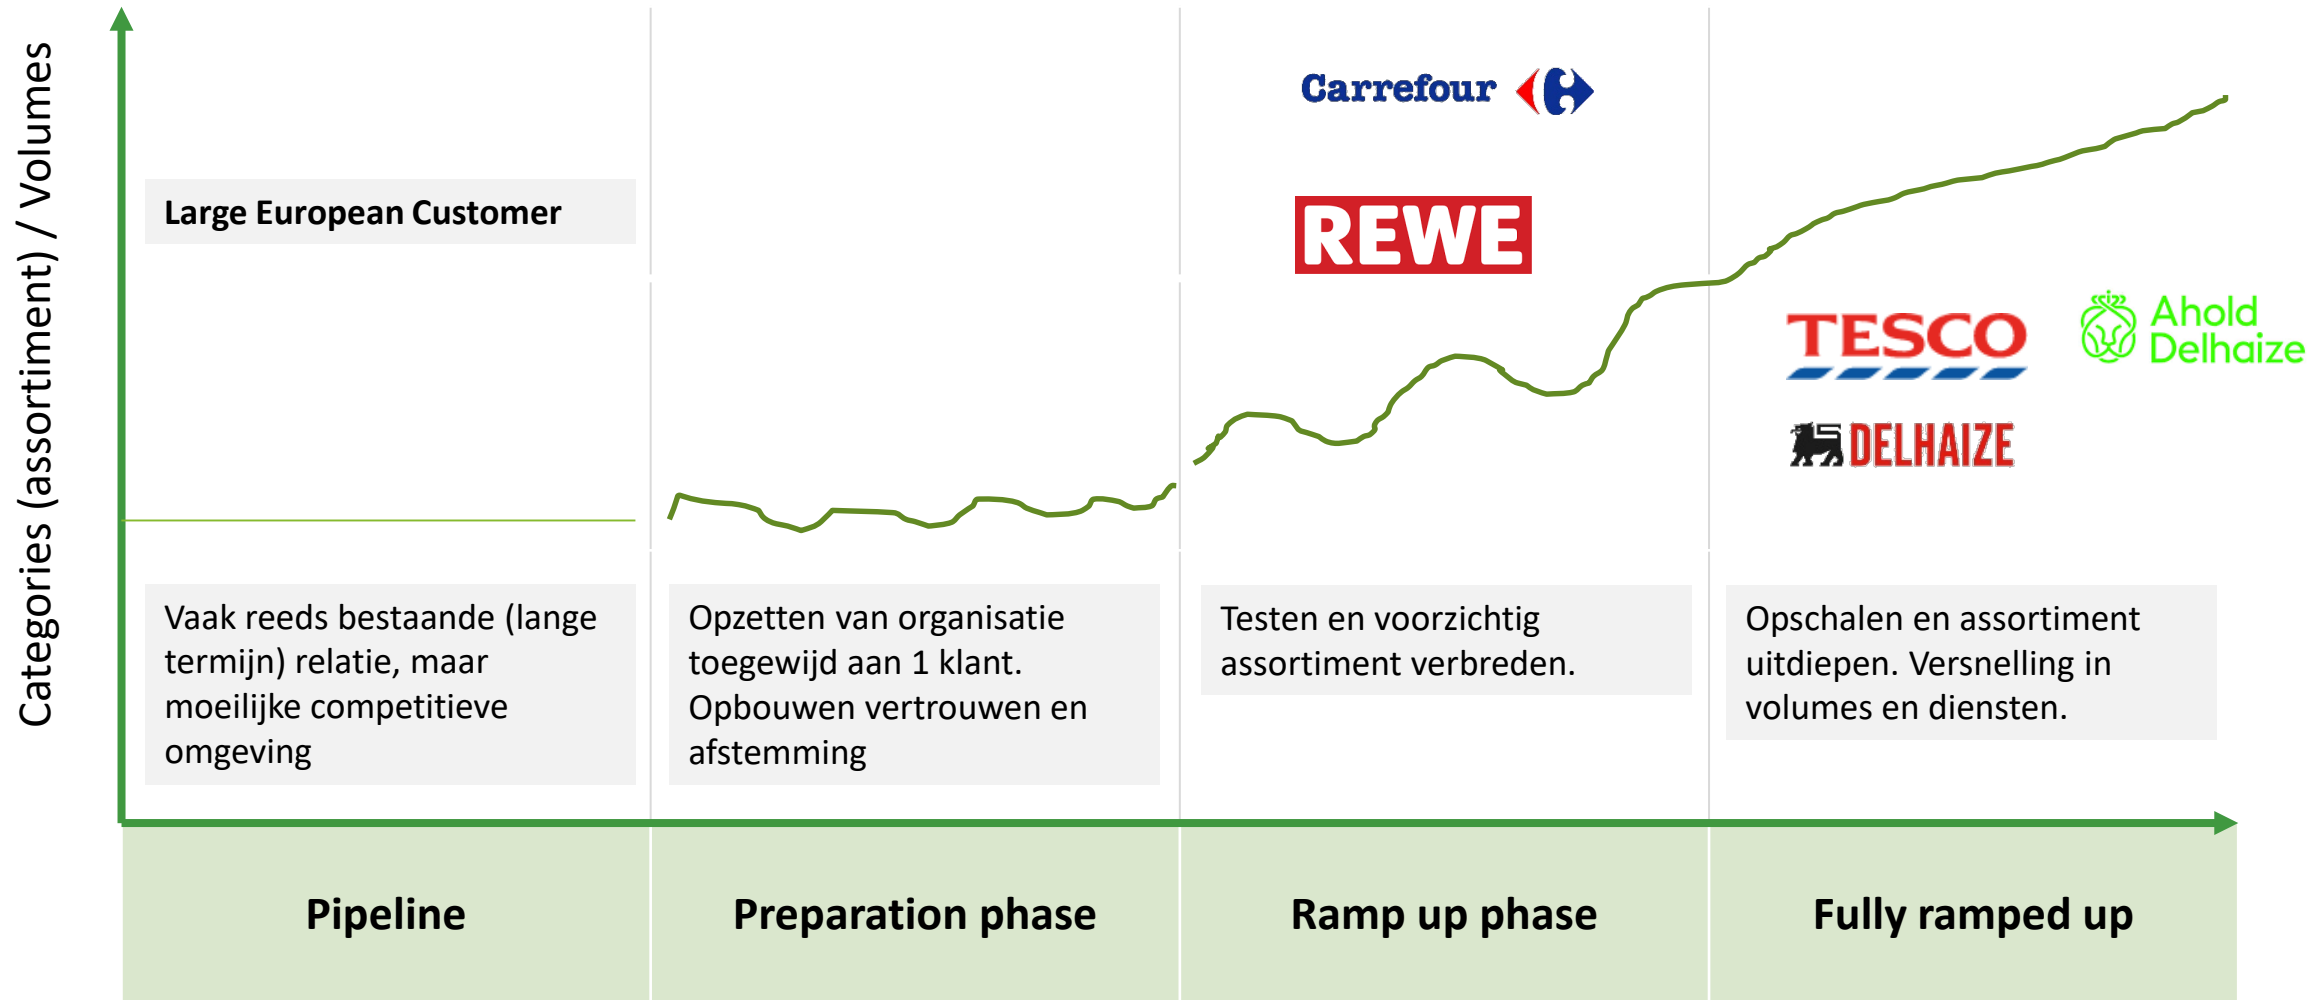 Categories (assortiment) / Volumes
Large European Customer
Carrefour
REWE
TESCO
Ahold
Delhaize
DELHAIZE
Vaak reeds bestaande (lange
termijn) relatie, maar
moeilijke competitieve
omgeving
Opzetten van organisatie
toegewijd aan 1 klant.
Opbouwen vertrouwen en
afstemming
Testen en voorzichtig
assortiment verbreden.
Opschalen en assortiment
uitdiepen. Versnelling in
volumes en diensten.
Pipeline
Preparation phase
Ramp up phase
Fully ramped up